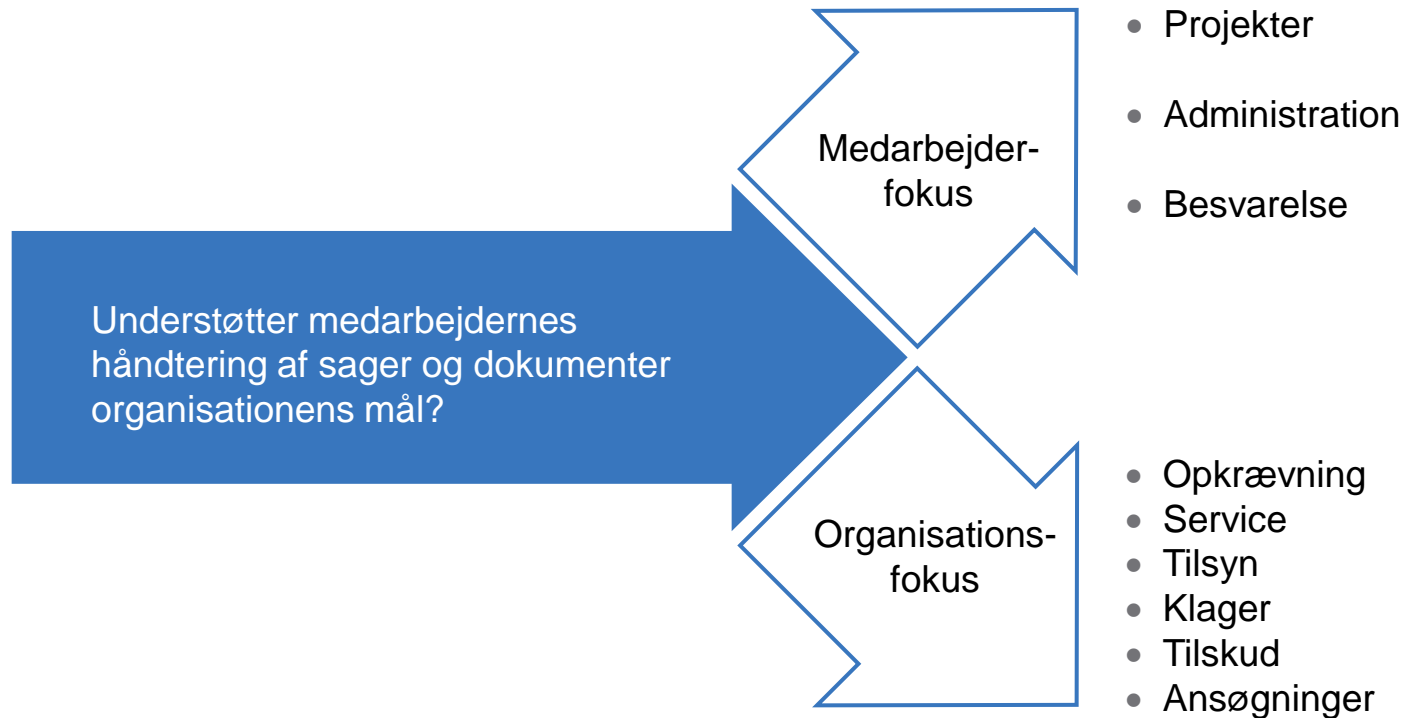 Projekter
Administration
Besvarelse
Medarbejder-
fokus
Understøtter medarbejdernes
håndtering af sager og dokumenter
organisationens mål?
Organisations-
fokus
Opkrævning
Service
Tilsyn
Klager
Tilskud
Ansøgninger